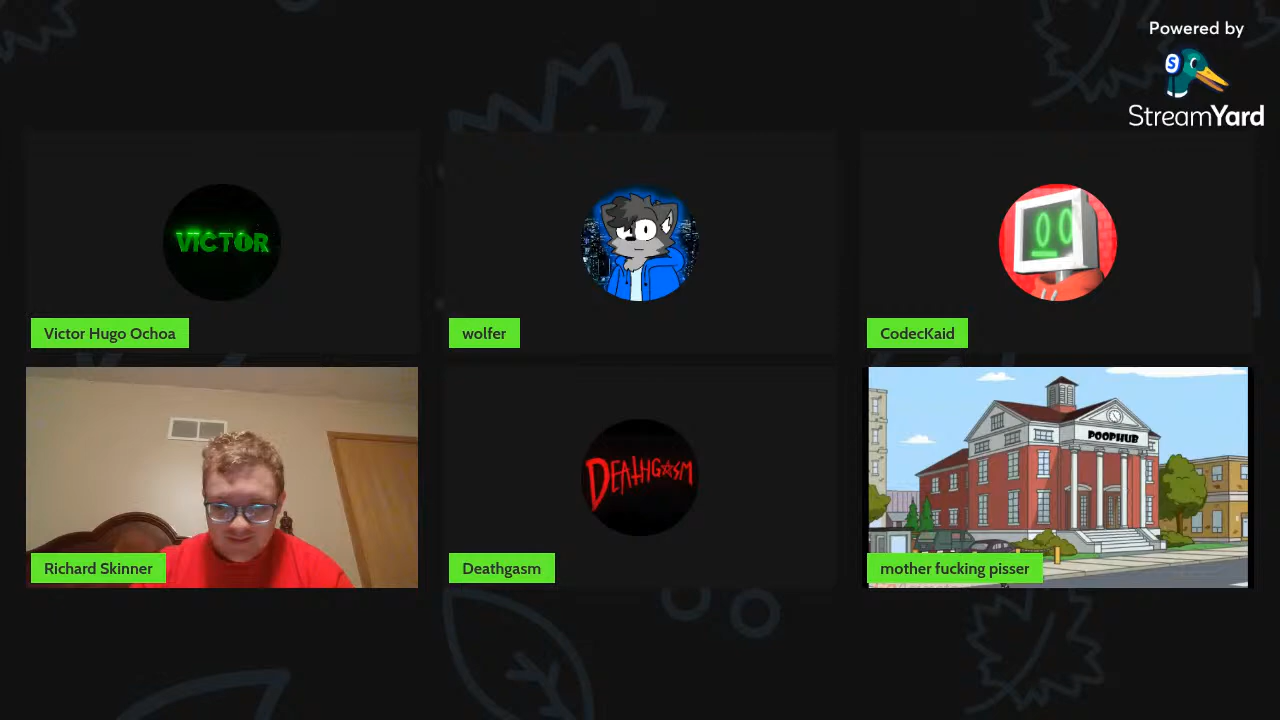 Powered by
StreamYard
VICTOR
Victor Hugo Ochoa
wolfer
CodecKaid
Richard Skinner
DEATHGASM
Deathgasm
POOPHUB
mother fucking pisser